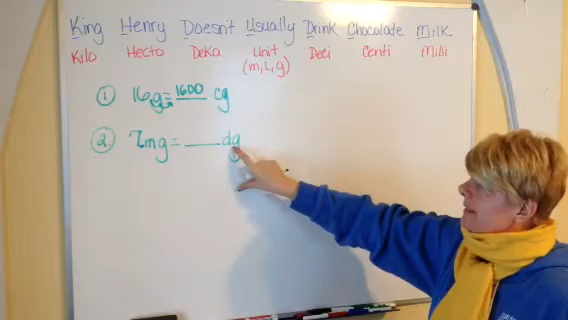 King Henry Doesn't Usually Drink Chocolate Milk
Kilo Hecto Deka Unit Deci Centi Milli
(m, L, g)
① 16g = 1600 cg
② 7mg = ___ dg